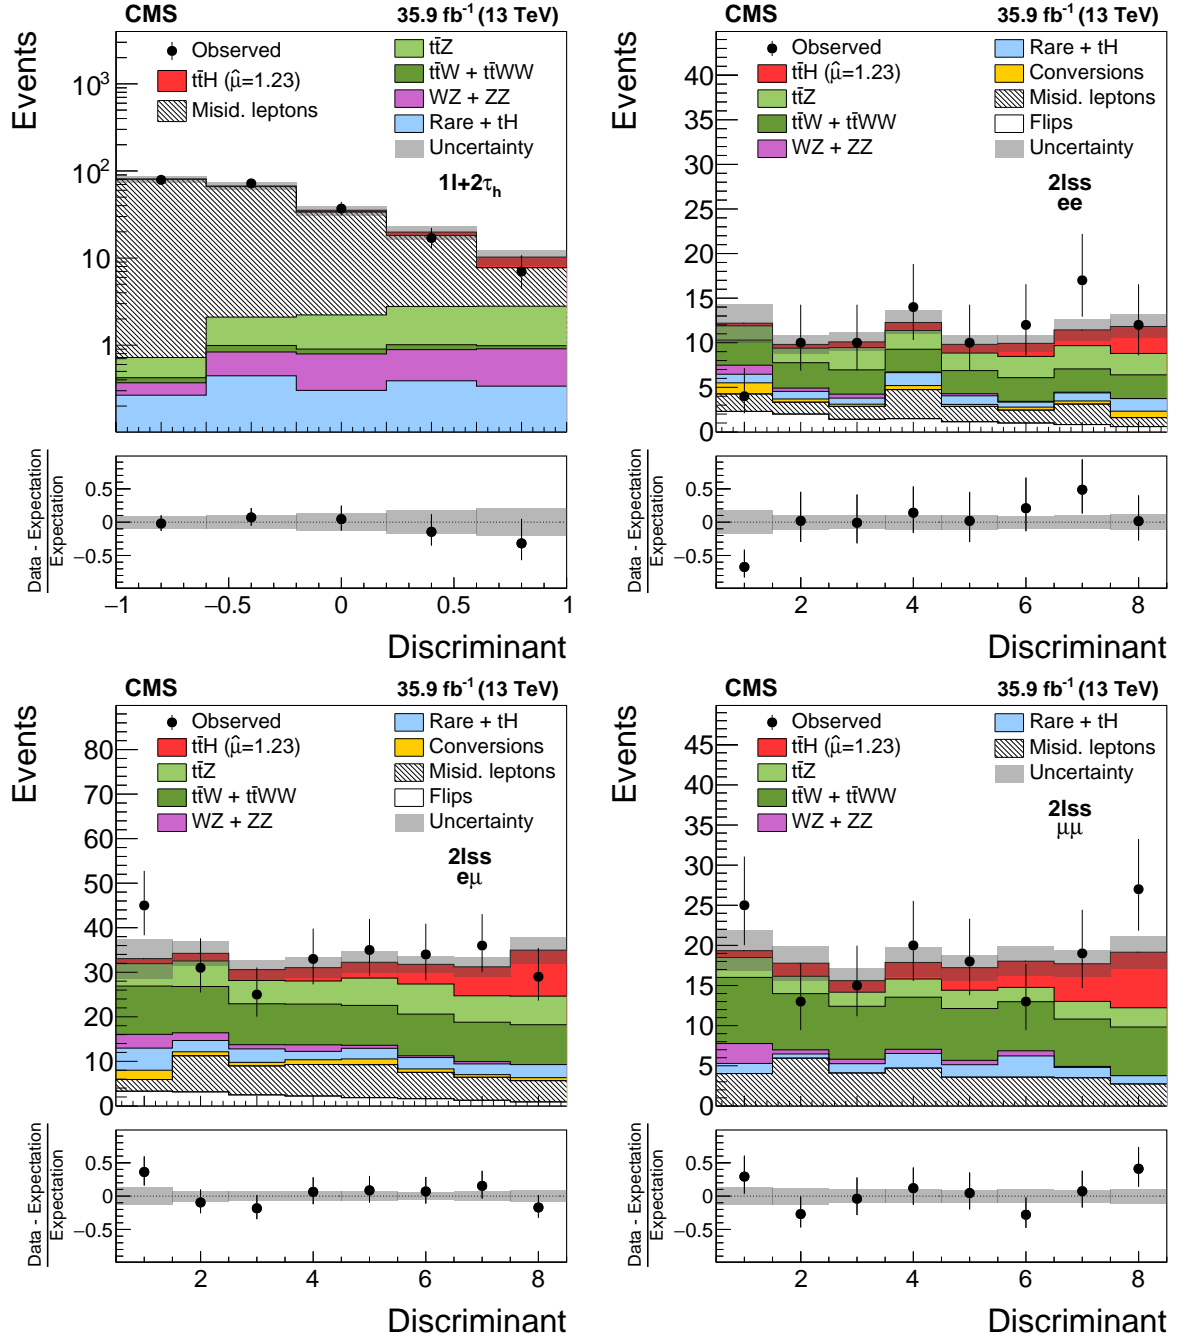 CMS 35.9 fb⁻¹ (13 TeV)
Events
Observed
tt̄H (μ̂=1.23)
Misid. leptons
tt̄Z
tt̄W + tt̄WW
WZ + ZZ
Rare + tH
Uncertainty
1l+2τₕ
10³
10²
10
1
Data - Expectation
Expectation
0.5
0
−0.5
−1 −0.5 0 0.5 1
Discriminant
CMS 35.9 fb⁻¹ (13 TeV)
Events
Observed
tt̄H (μ̂=1.23)
tt̄Z
tt̄W + tt̄WW
WZ + ZZ
Rare + tH
Conversions
Misid. leptons
Flips
Uncertainty
2lss
ee
40
35
30
25
20
15
10
5
0
Data - Expectation
Expectation
0.5
0
−0.5
2 4 6 8
Discriminant
CMS 35.9 fb⁻¹ (13 TeV)
Events
Observed
tt̄H (μ̂=1.23)
tt̄Z
tt̄W + tt̄WW
WZ + ZZ
Rare + tH
Conversions
Misid. leptons
Flips
Uncertainty
2lss
eμ
80
70
60
50
40
30
20
10
0
Data - Expectation
Expectation
0.5
0
−0.5
2 4 6 8
Discriminant
CMS 35.9 fb⁻¹ (13 TeV)
Events
Observed
tt̄H (μ̂=1.23)
tt̄Z
tt̄W + tt̄WW
WZ + ZZ
Rare + tH
Misid. leptons
Uncertainty
2lss
μμ
45
40
35
30
25
20
15
10
5
0
Data - Expectation
Expectation
0.5
0
−0.5
2 4 6 8
Discriminant